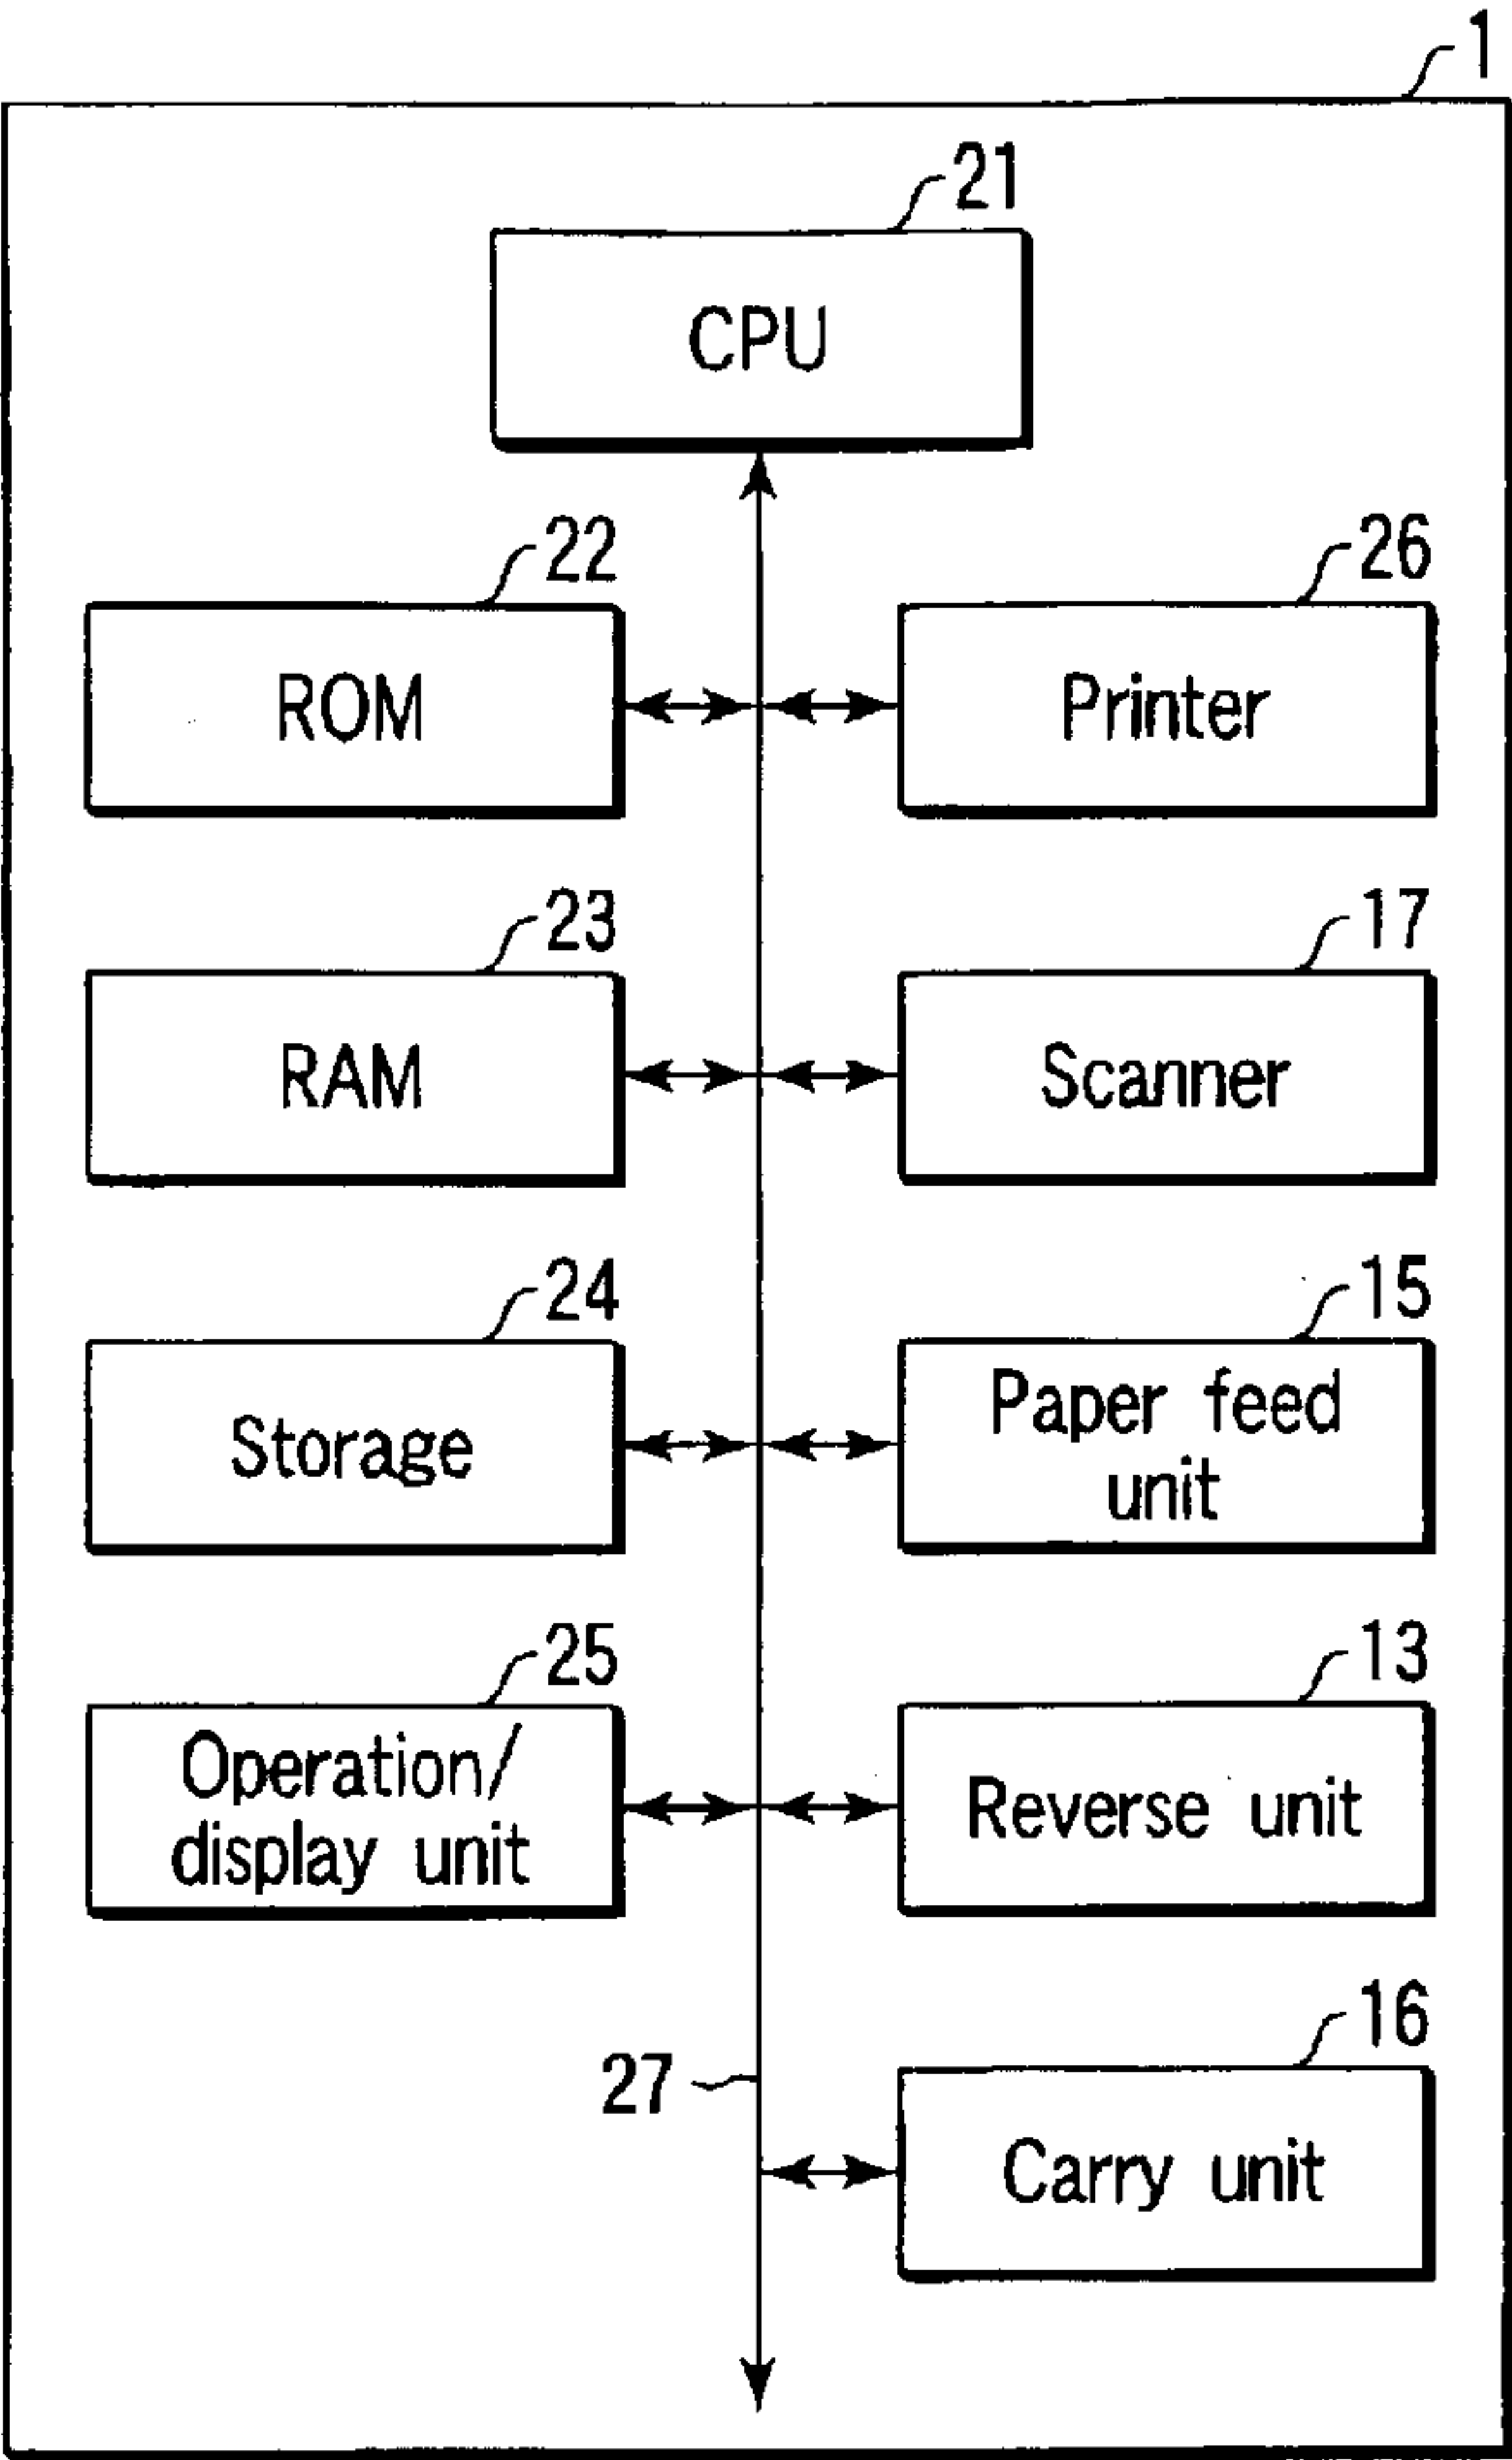 1
21
CPU
22
ROM
26
Printer
23
RAM
17
Scanner
24
Storage
15
Paper feed
unit
25
Operation/
display unit
13
Reverse unit
27
16
Carry unit